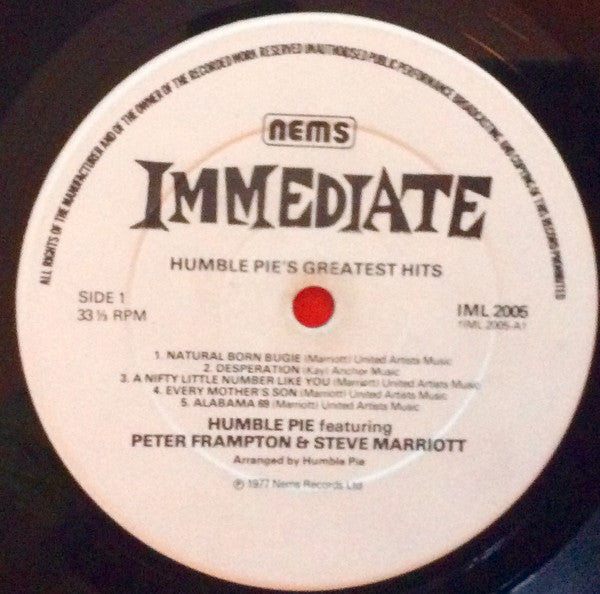 ALL RIGHTS OF THE MANUFACTURER AND OF THE OWNER OF THE RECORDED WORK RESERVED UNAUTHORISED PUBLIC PERFORMANCE BROADCASTING AND COPYING OF THIS RECORD PROHIBITED
nems
IMMEDIATE
HUMBLE PIE'S GREATEST HITS
SIDE 1
33⅓ RPM
IML 2005
1. NATURAL BORN BUGIE (Marriott) United Artists Music
2. DESPERATION (Kay) Anchor Music
3. A NIFTY LITTLE NUMBER LIKE YOU (Marriott) United Artists Music
4. EVERY MOTHER'S SON (Marriott) United Artists Music
5. ALABAMA 69 (Marriott) United Artists Music
HUMBLE PIE featuring
PETER FRAMPTON & STEVE MARRIOTT
Arranged by Humble Pie
℗ 1977 Nems Records Ltd